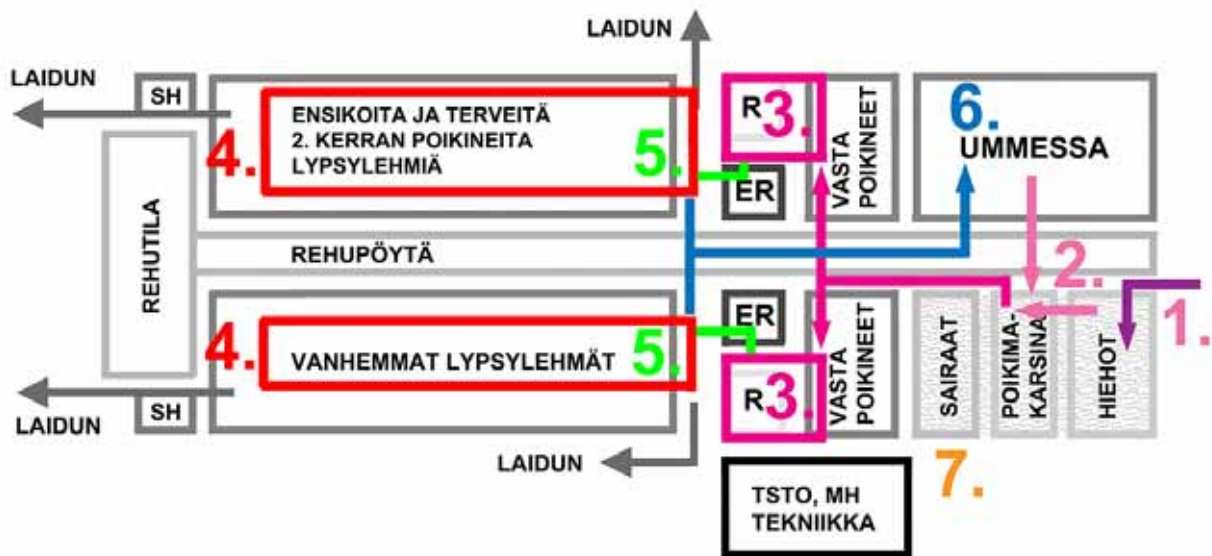 LAIDUN
LAIDUN
SH
ENSIKOITA JA TERVEITÄ
2. KERRAN POIKINEITA
LYPSYLEHMIÄ
4.
5.
R
3.
ER
VASTA
POIKINEET
6.
UMMESSA
REHUTILA
REHUPÖYTÄ
2.
1.
4.
VANHEMMAT LYPSYLEHMÄT
5.
ER
R
3.
VASTA
POIKINEET
SAIRAAT
POIKIMA-
KARSINA
HIEHOT
SH
LAIDUN
LAIDUN
7.
TSTO, MH
TEKNIIKKA